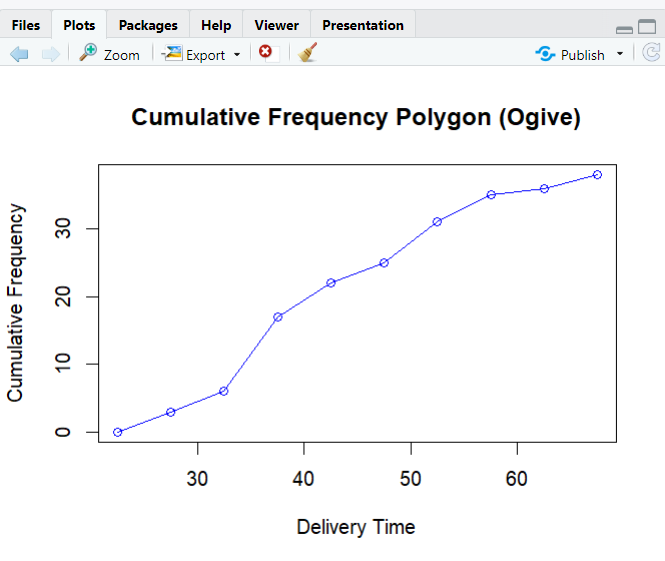 Files Plots Packages Help Viewer Presentation
Zoom Export Publish
Cumulative Frequency Polygon (Ogive)
Cumulative Frequency
30
20
10
0
30 40 50 60
Delivery Time